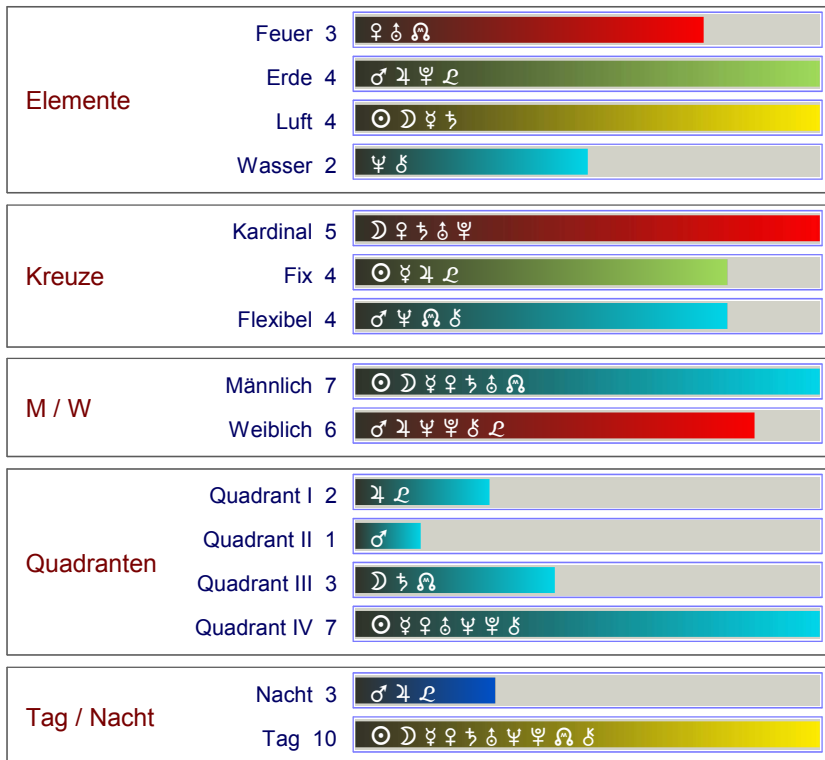 Elemente
Feuer 3 ♀ ⛢ ☊
Erde 4 ♂ ♃ ♆ ℒ
Luft 4 ☉ ☽ ☿ ♄
Wasser 2 ♆ ⚷
Kreuze
Kardinal 5 ☽ ♀ ♄ ⛢ ♇
Fix 4 ☉ ☿ ♃ ℒ
Flexibel 4 ♂ ♆ ☊ ⚷
M / W
Männlich 7 ☉ ☽ ☿ ♀ ♄ ⛢ ☊
Weiblich 6 ♂ ♃ ♆ ♇ ⚷ ℒ
Quadranten
Quadrant I 2 ♃ ℒ
Quadrant II 1 ♂
Quadrant III 3 ☽ ♄ ☊
Quadrant IV 7 ☉ ☿ ♀ ⛢ ♆ ♇ ⚷
Tag / Nacht
Nacht 3 ♂ ♃ ℒ
Tag 10 ☉ ☽ ☿ ♀ ♄ ⛢ ♆ ♇ ☊ ⚷